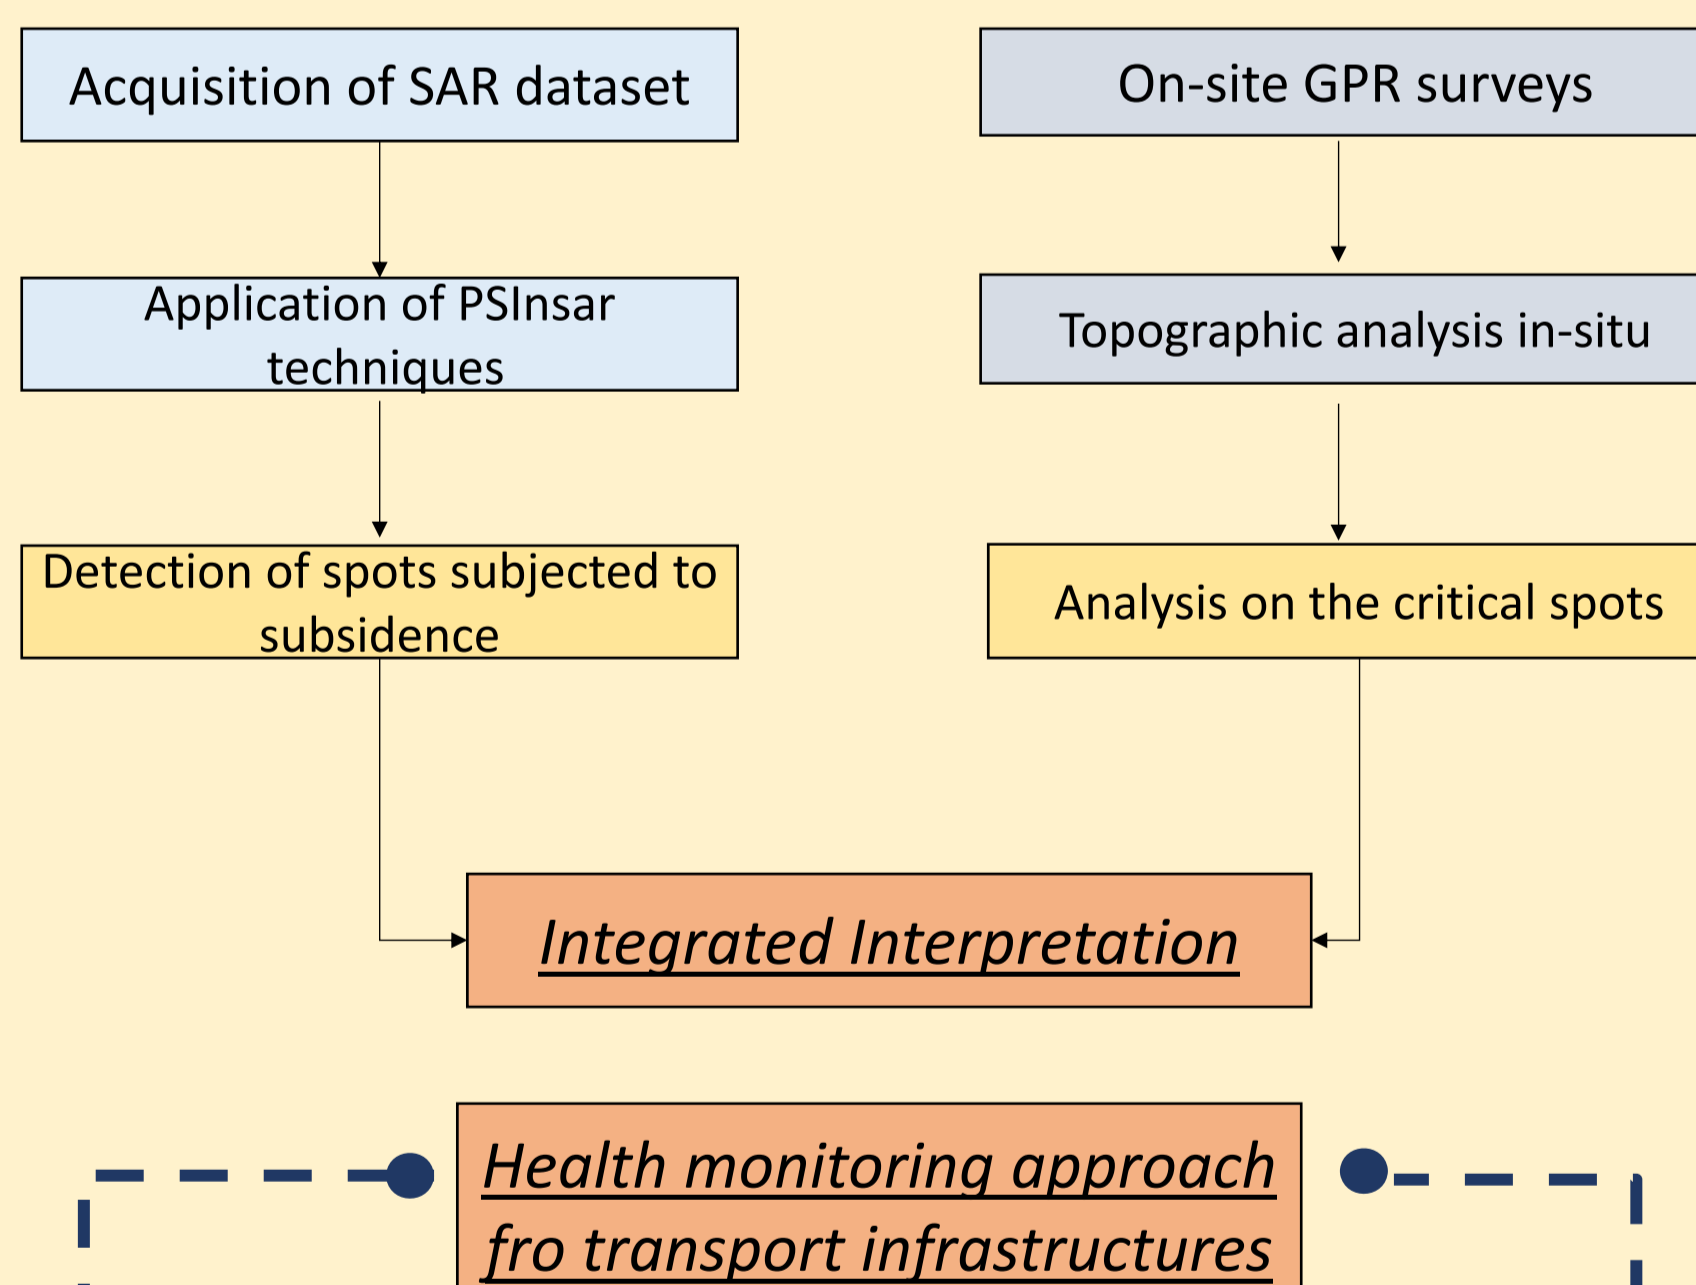 Acquisition of SAR dataset
On-site GPR surveys
Application of PSInsar
techniques
Topographic analysis in-situ
Detection of spots subjected to
subsidence
Analysis on the critical spots
Integrated Interpretation
Health monitoring approach
fro transport infrastructures